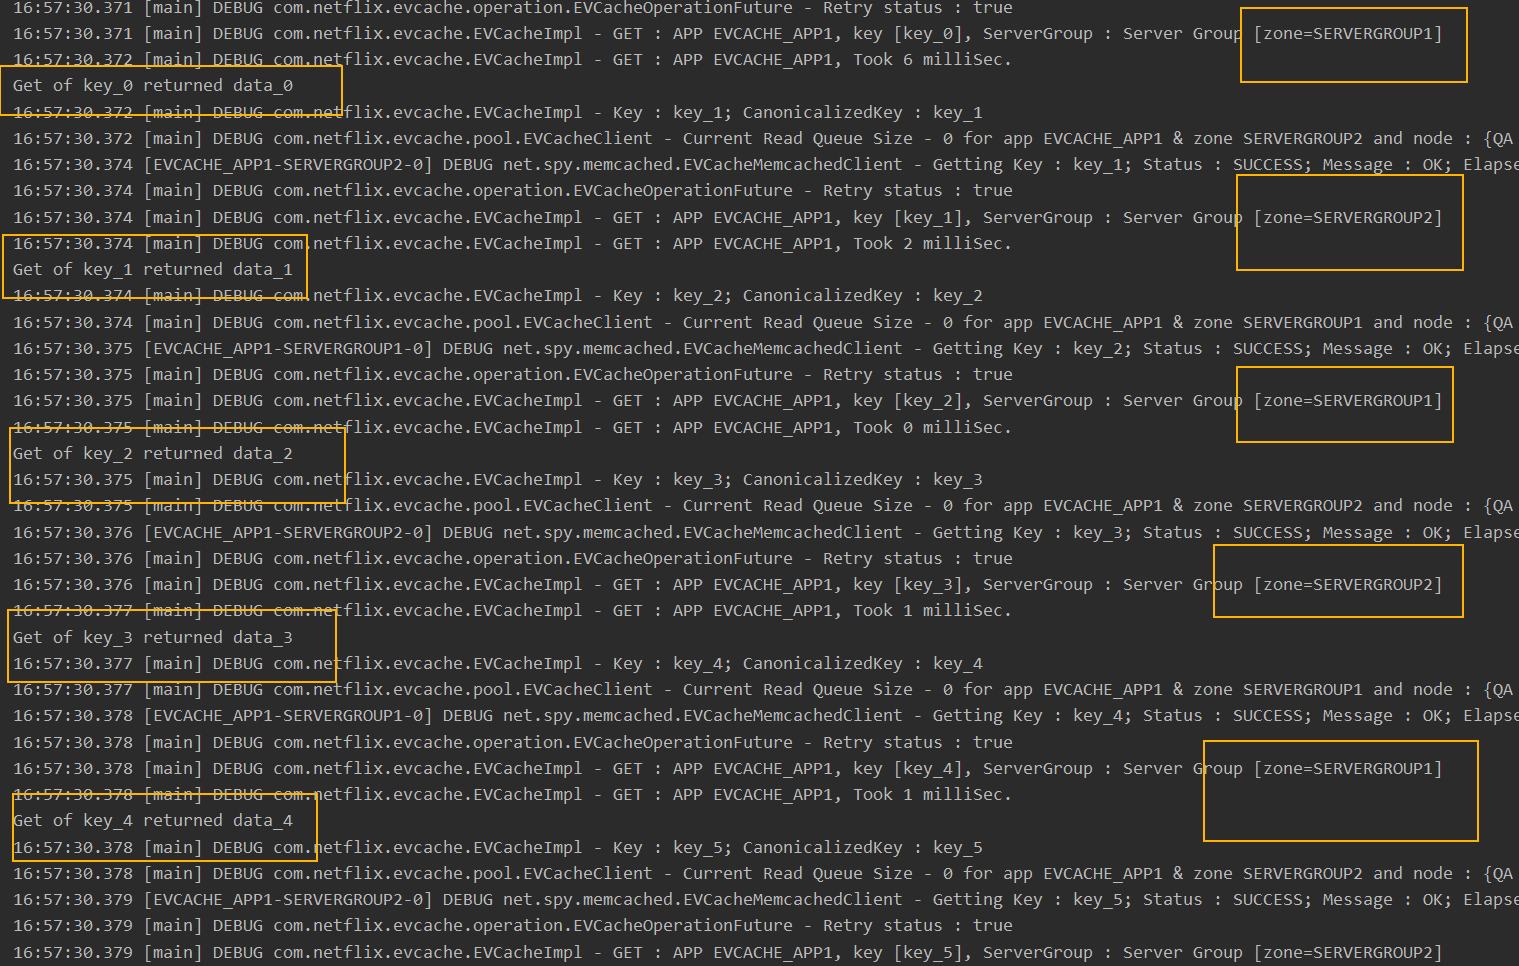 16:57:30.371 [main] DEBUG com.netflix.evcache.operation.EVCacheOperationFuture - Retry status : true
16:57:30.371 [main] DEBUG com.netflix.evcache.EVCacheImpl - GET : APP EVCACHE_APP1, key [key_0], ServerGroup : Server Group [zone=SERVERGROUP1]
16:57:30.372 [main] DEBUG com.netflix.evcache.EVCacheImpl - GET : APP EVCACHE_APP1, Took 6 milliSec.
Get of key_0 returned data_0
16:57:30.372 [main] DEBUG com.netflix.evcache.EVCacheImpl - Key : key_1; CanonicalizedKey : key_1
16:57:30.372 [main] DEBUG com.netflix.evcache.pool.EVCacheClient - Current Read Queue Size - 0 for app EVCACHE_APP1 & zone SERVERGROUP2 and node : {QA
16:57:30.374 [EVCACHE_APP1-SERVERGROUP2-0] DEBUG net.spy.memcached.EVCacheMemcachedClient - Getting Key : key_1; Status : SUCCESS; Message : OK; Elapse
16:57:30.374 [main] DEBUG com.netflix.evcache.operation.EVCacheOperationFuture - Retry status : true
16:57:30.374 [main] DEBUG com.netflix.evcache.EVCacheImpl - GET : APP EVCACHE_APP1, key [key_1], ServerGroup : Server Group [zone=SERVERGROUP2]
16:57:30.374 [main] DEBUG com.netflix.evcache.EVCacheImpl - GET : APP EVCACHE_APP1, Took 2 milliSec.
Get of key_1 returned data_1
16:57:30.374 [main] DEBUG com.netflix.evcache.EVCacheImpl - Key : key_2; CanonicalizedKey : key_2
16:57:30.374 [main] DEBUG com.netflix.evcache.pool.EVCacheClient - Current Read Queue Size - 0 for app EVCACHE_APP1 & zone SERVERGROUP1 and node : {QA
16:57:30.375 [EVCACHE_APP1-SERVERGROUP1-0] DEBUG net.spy.memcached.EVCacheMemcachedClient - Getting Key : key_2; Status : SUCCESS; Message : OK; Elapse
16:57:30.375 [main] DEBUG com.netflix.evcache.operation.EVCacheOperationFuture - Retry status : true
16:57:30.375 [main] DEBUG com.netflix.evcache.EVCacheImpl - GET : APP EVCACHE_APP1, key [key_2], ServerGroup : Server Group [zone=SERVERGROUP1]
16:57:30.375 [main] DEBUG com.netflix.evcache.EVCacheImpl - GET : APP EVCACHE_APP1, Took 0 milliSec.
Get of key_2 returned data_2
16:57:30.375 [main] DEBUG com.netflix.evcache.EVCacheImpl - Key : key_3; CanonicalizedKey : key_3
16:57:30.375 [main] DEBUG com.netflix.evcache.pool.EVCacheClient - Current Read Queue Size - 0 for app EVCACHE_APP1 & zone SERVERGROUP2 and node : {QA
16:57:30.376 [EVCACHE_APP1-SERVERGROUP2-0] DEBUG net.spy.memcached.EVCacheMemcachedClient - Getting Key : key_3; Status : SUCCESS; Message : OK; Elapse
16:57:30.376 [main] DEBUG com.netflix.evcache.operation.EVCacheOperationFuture - Retry status : true
16:57:30.376 [main] DEBUG com.netflix.evcache.EVCacheImpl - GET : APP EVCACHE_APP1, key [key_3], ServerGroup : Server Group [zone=SERVERGROUP2]
16:57:30.377 [main] DEBUG com.netflix.evcache.EVCacheImpl - GET : APP EVCACHE_APP1, Took 1 milliSec.
Get of key_3 returned data_3
16:57:30.377 [main] DEBUG com.netflix.evcache.EVCacheImpl - Key : key_4; CanonicalizedKey : key_4
16:57:30.377 [main] DEBUG com.netflix.evcache.pool.EVCacheClient - Current Read Queue Size - 0 for app EVCACHE_APP1 & zone SERVERGROUP1 and node : {QA
16:57:30.378 [EVCACHE_APP1-SERVERGROUP1-0] DEBUG net.spy.memcached.EVCacheMemcachedClient - Getting Key : key_4; Status : SUCCESS; Message : OK; Elapse
16:57:30.378 [main] DEBUG com.netflix.evcache.operation.EVCacheOperationFuture - Retry status : true
16:57:30.378 [main] DEBUG com.netflix.evcache.EVCacheImpl - GET : APP EVCACHE_APP1, key [key_4], ServerGroup : Server Group [zone=SERVERGROUP1]
16:57:30.378 [main] DEBUG com.netflix.evcache.EVCacheImpl - GET : APP EVCACHE_APP1, Took 1 milliSec.
Get of key_4 returned data_4
16:57:30.378 [main] DEBUG com.netflix.evcache.EVCacheImpl - Key : key_5; CanonicalizedKey : key_5
16:57:30.378 [main] DEBUG com.netflix.evcache.pool.EVCacheClient - Current Read Queue Size - 0 for app EVCACHE_APP1 & zone SERVERGROUP2 and node : {QA
16:57:30.379 [EVCACHE_APP1-SERVERGROUP2-0] DEBUG net.spy.memcached.EVCacheMemcachedClient - Getting Key : key_5; Status : SUCCESS; Message : OK; Elapse
16:57:30.379 [main] DEBUG com.netflix.evcache.operation.EVCacheOperationFuture - Retry status : true
16:57:30.379 [main] DEBUG com.netflix.evcache.EVCacheImpl - GET : APP EVCACHE_APP1, key [key_5], ServerGroup : Server Group [zone=SERVERGROUP2]